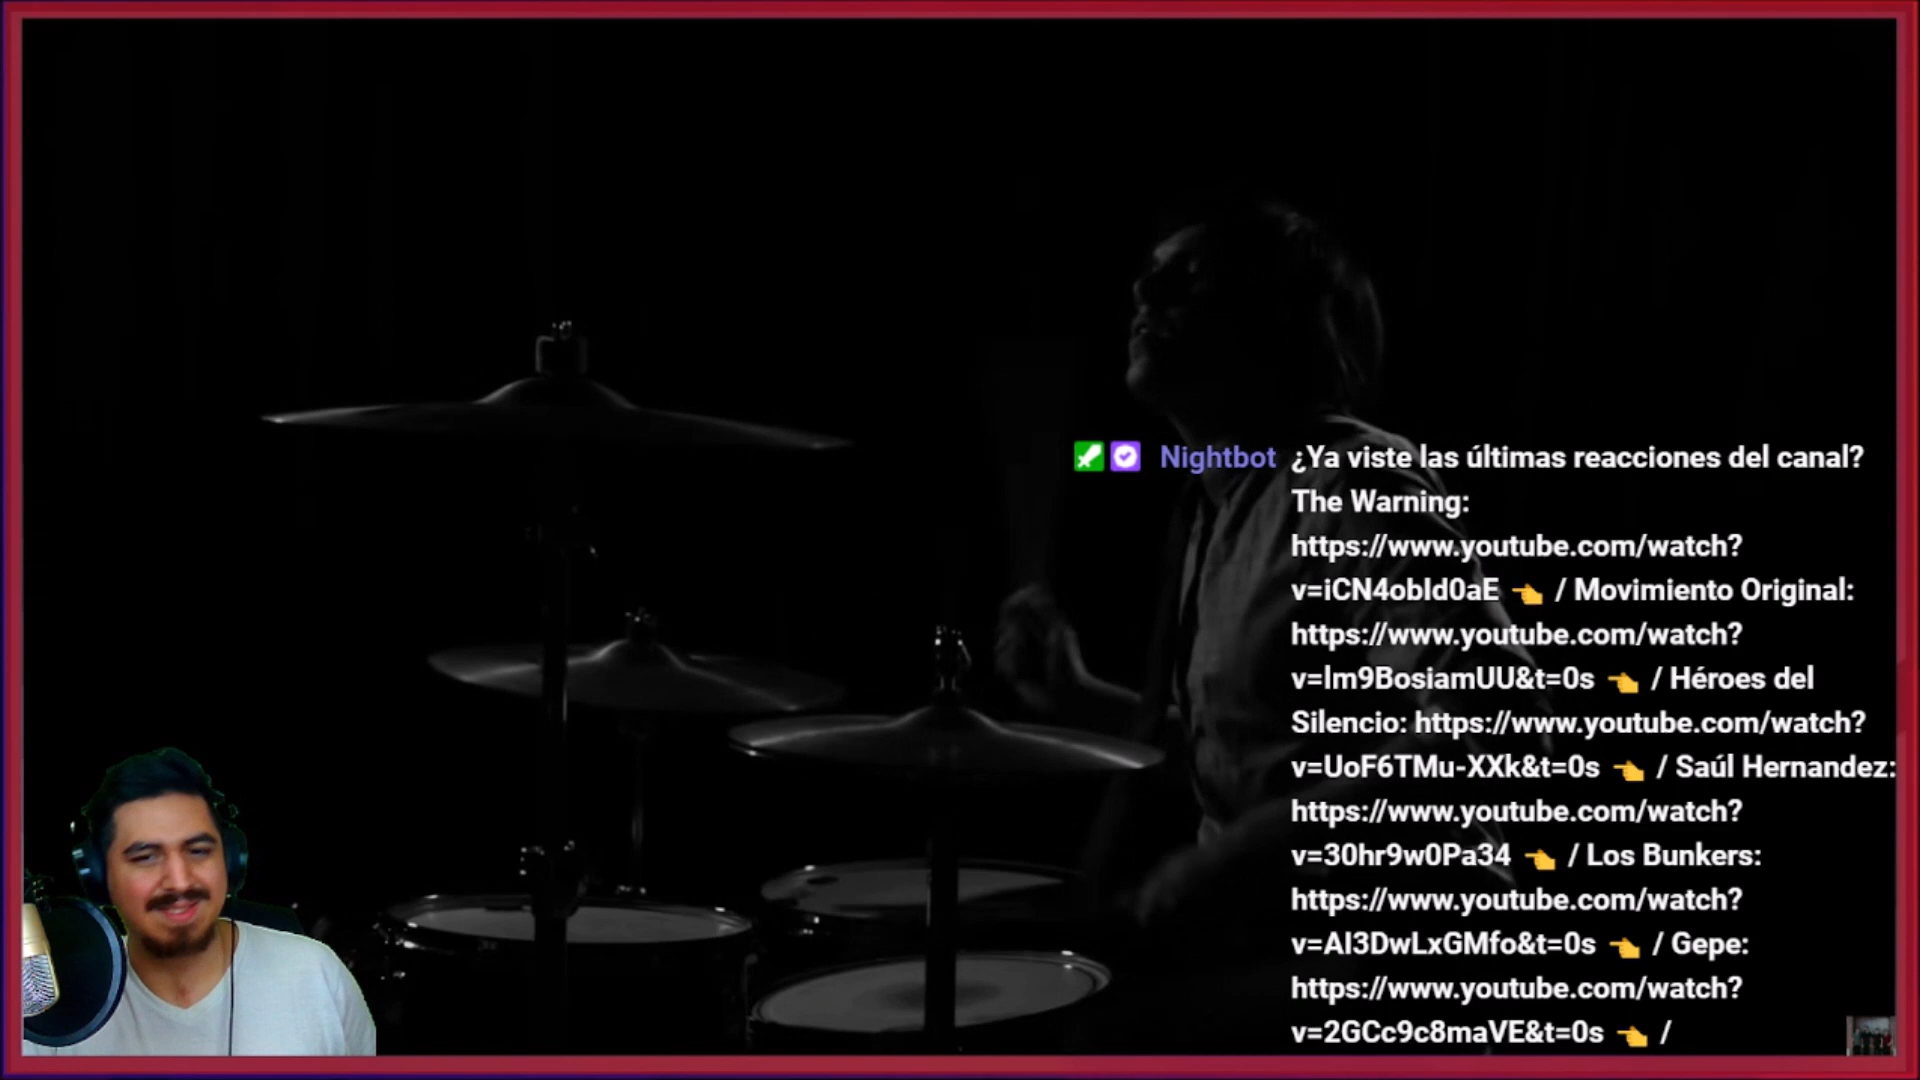 Nightbot ¿Ya viste las últimas reacciones del canal?
The Warning:
https://www.youtube.com/watch?
v=iCN4obId0aE 👈 / Movimiento Original:
https://www.youtube.com/watch?
v=lm9BosiamUU&t=0s 👈 / Héroes del
Silencio: https://www.youtube.com/watch?
v=UoF6TMu-XXk&t=0s 👈 / Saúl Hernandez:
https://www.youtube.com/watch?
v=30hr9w0Pa34 👈 / Los Bunkers:
https://www.youtube.com/watch?
v=AI3DwLxGMfo&t=0s 👈 / Gepe:
https://www.youtube.com/watch?
v=2GCc9c8maVE&t=0s 👈 /